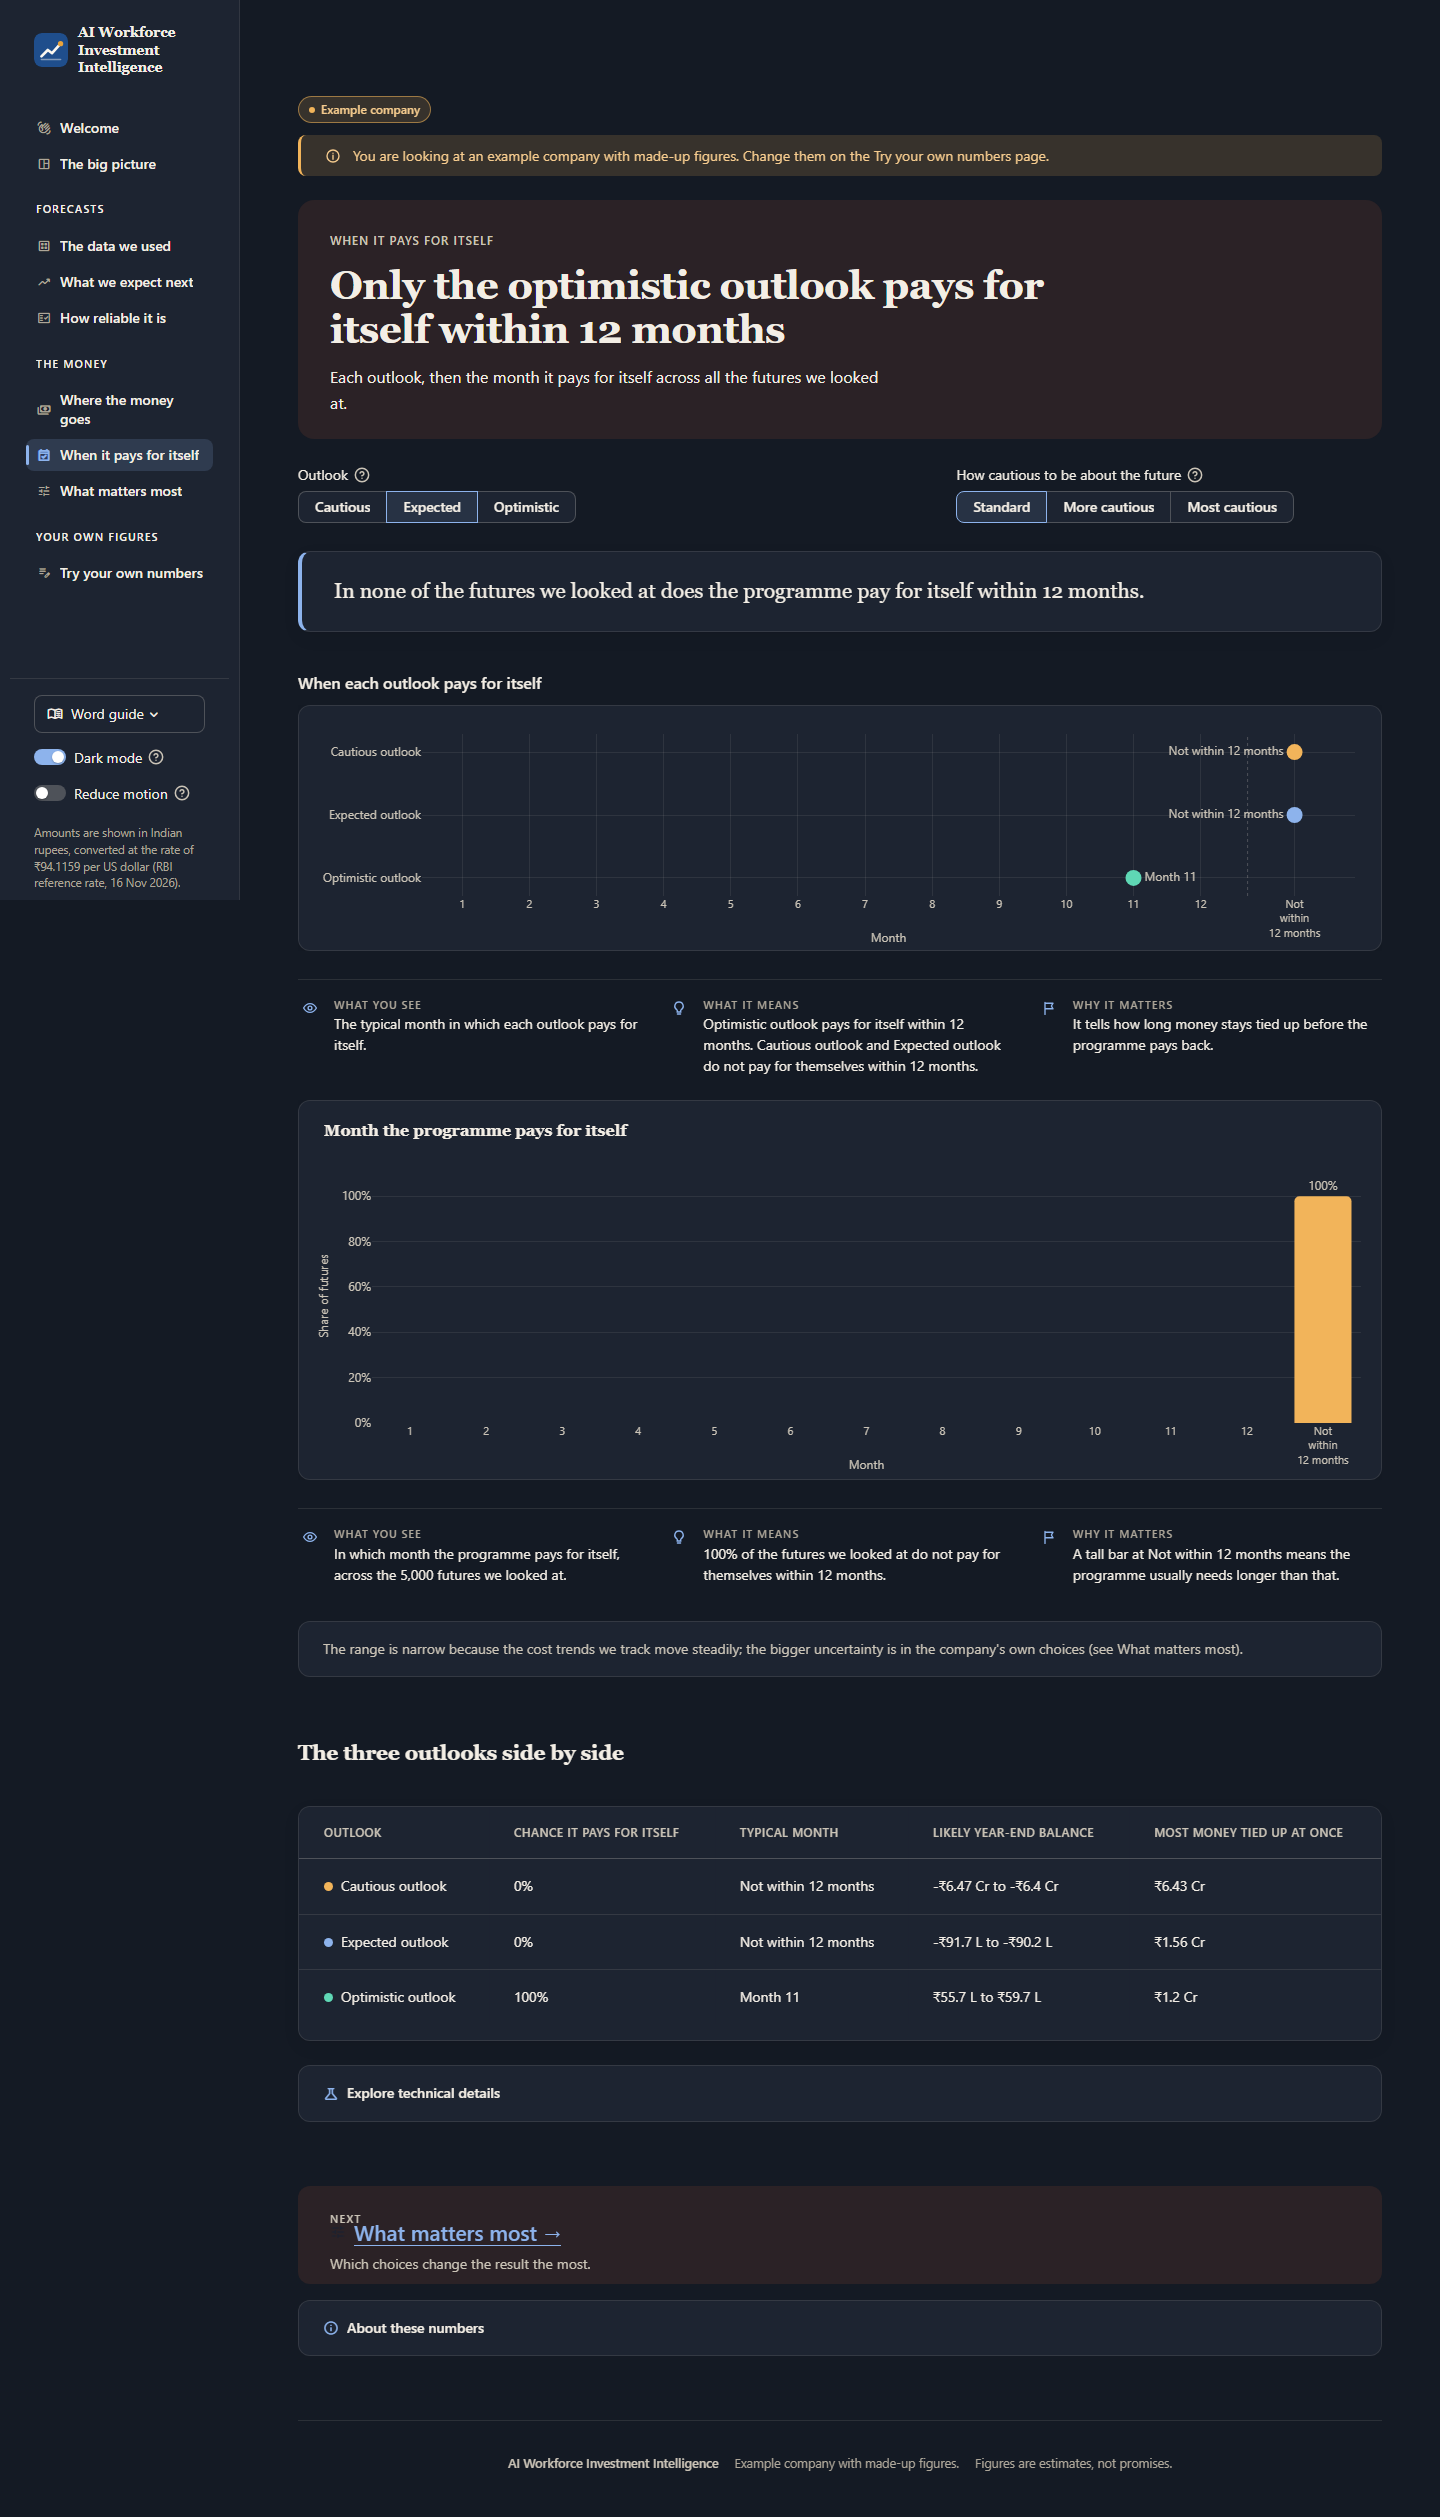 AI Workforce
Investment
Intelligence
Welcome
The big picture
FORECASTS
The data we used
What we expect next
How reliable it is
THE MONEY
Where the money
goes
When it pays for itself
What matters most
YOUR OWN FIGURES
Try your own numbers
Word guide
Dark mode
Reduce motion
Amounts are shown in Indian
rupees, converted at the rate of
₹94.1159 per US dollar (RBI
reference rate, 16 Nov 2026).
Example company
You are looking at an example company with made-up figures. Change them on the Try your own numbers page.
WHEN IT PAYS FOR ITSELF
Only the optimistic outlook pays for
itself within 12 months
Each outlook, then the month it pays for itself across all the futures we looked
at.
Outlook
Cautious Expected Optimistic
How cautious to be about the future
Standard More cautious Most cautious
In none of the futures we looked at does the programme pay for itself within 12 months.
When each outlook pays for itself
Cautious outlook Not within 12 months
Expected outlook Not within 12 months
Optimistic outlook Month 11
1 2 3 4 5 6 7 8 9 10 11 12 Not
within
12 months
Month
WHAT YOU SEE
The typical month in which each outlook pays for
itself.
WHAT IT MEANS
Optimistic outlook pays for itself within 12
months. Cautious outlook and Expected outlook
do not pay for themselves within 12 months.
WHY IT MATTERS
It tells how long money stays tied up before the
programme pays back.
Month the programme pays for itself
100%
100%
80%
60%
40%
20%
0%
Share of futures
1 2 3 4 5 6 7 8 9 10 11 12 Not
within
12 months
Month
WHAT YOU SEE
In which month the programme pays for itself,
across the 5,000 futures we looked at.
WHAT IT MEANS
100% of the futures we looked at do not pay for
themselves within 12 months.
WHY IT MATTERS
A tall bar at Not within 12 months means the
programme usually needs longer than that.
The range is narrow because the cost trends we track move steadily; the bigger uncertainty is in the company's own choices (see What matters most).
The three outlooks side by side
OUTLOOK CHANCE IT PAYS FOR ITSELF TYPICAL MONTH LIKELY YEAR-END BALANCE MOST MONEY TIED UP AT ONCE
Cautious outlook 0% Not within 12 months -₹6.47 Cr to -₹6.4 Cr ₹6.43 Cr
Expected outlook 0% Not within 12 months -₹91.7 L to -₹90.2 L ₹1.56 Cr
Optimistic outlook 100% Month 11 ₹55.7 L to ₹59.7 L ₹1.2 Cr
Explore technical details
NEXT
What matters most →
Which choices change the result the most.
About these numbers
AI Workforce Investment Intelligence Example company with made-up figures. Figures are estimates, not promises.